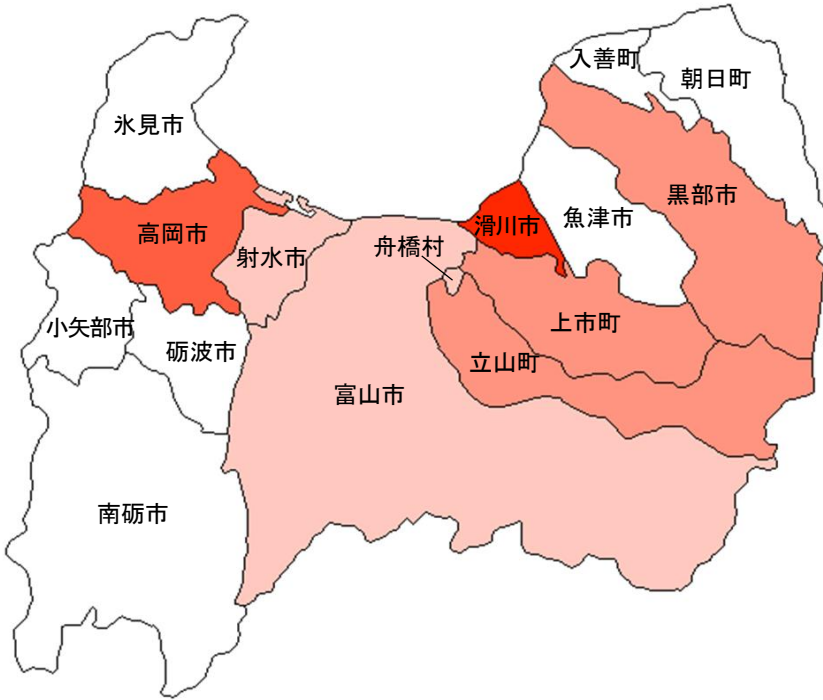 入善町
朝日町
氷見市
黒部市
魚津市
滑川市
高岡市
射水市
舟橋村
小矢部市
砺波市
上市町
立山町
富山市
南砺市